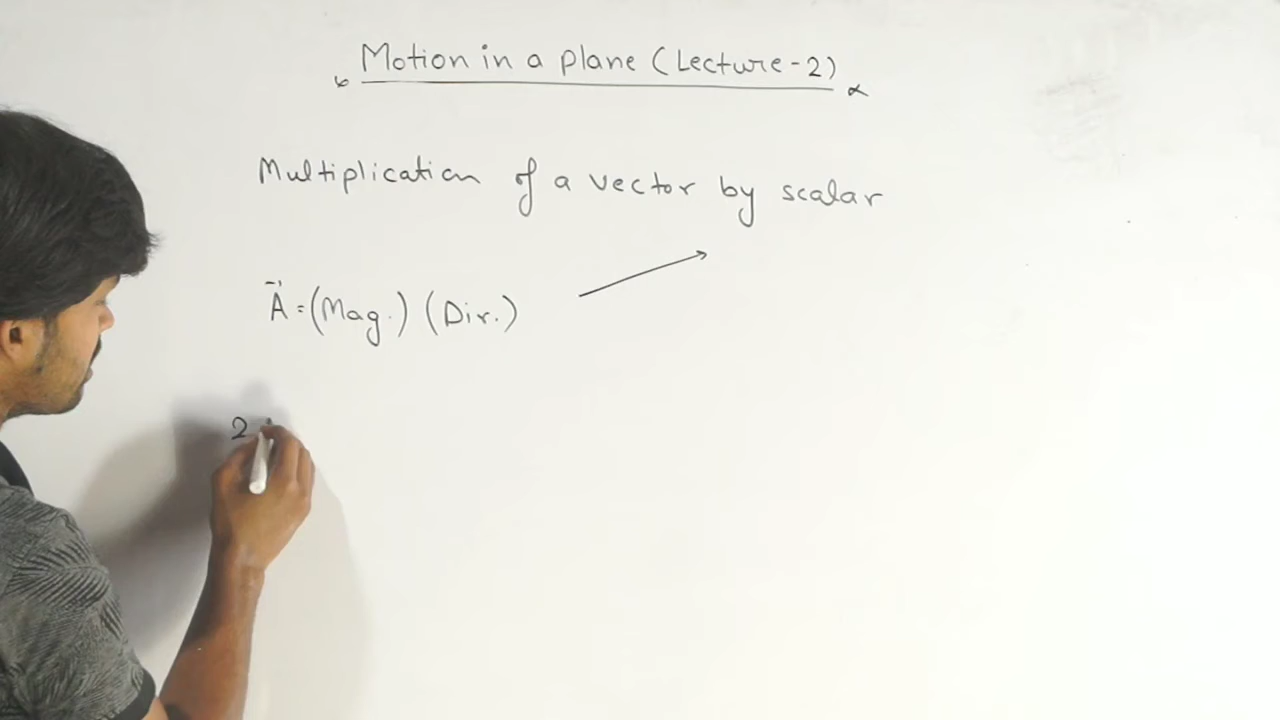 Motion in a plane (Lecture-2)
Multiplication of a vector by scalar
A⃗ = (Mag.) (Dir.)
2